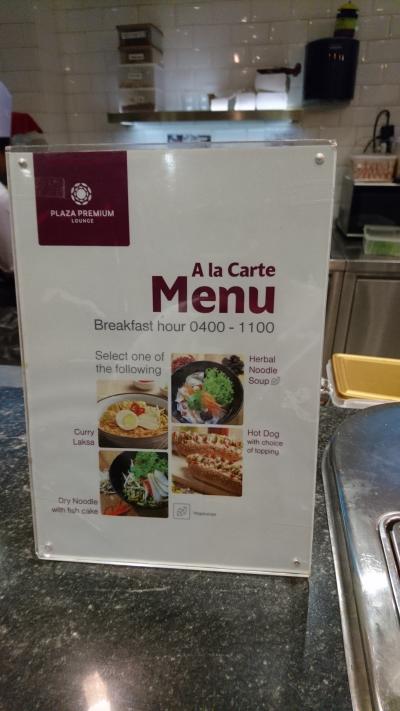 PLAZA PREMIUM
LOUNGE
A la Carte
Menu
Breakfast hour 0400 - 1100
Select one of
the following
Herbal
Noodle
Soup
Curry
Laksa
Hot Dog
with choice
of topping
Dry Noodle
with fish cake
Vegetarian